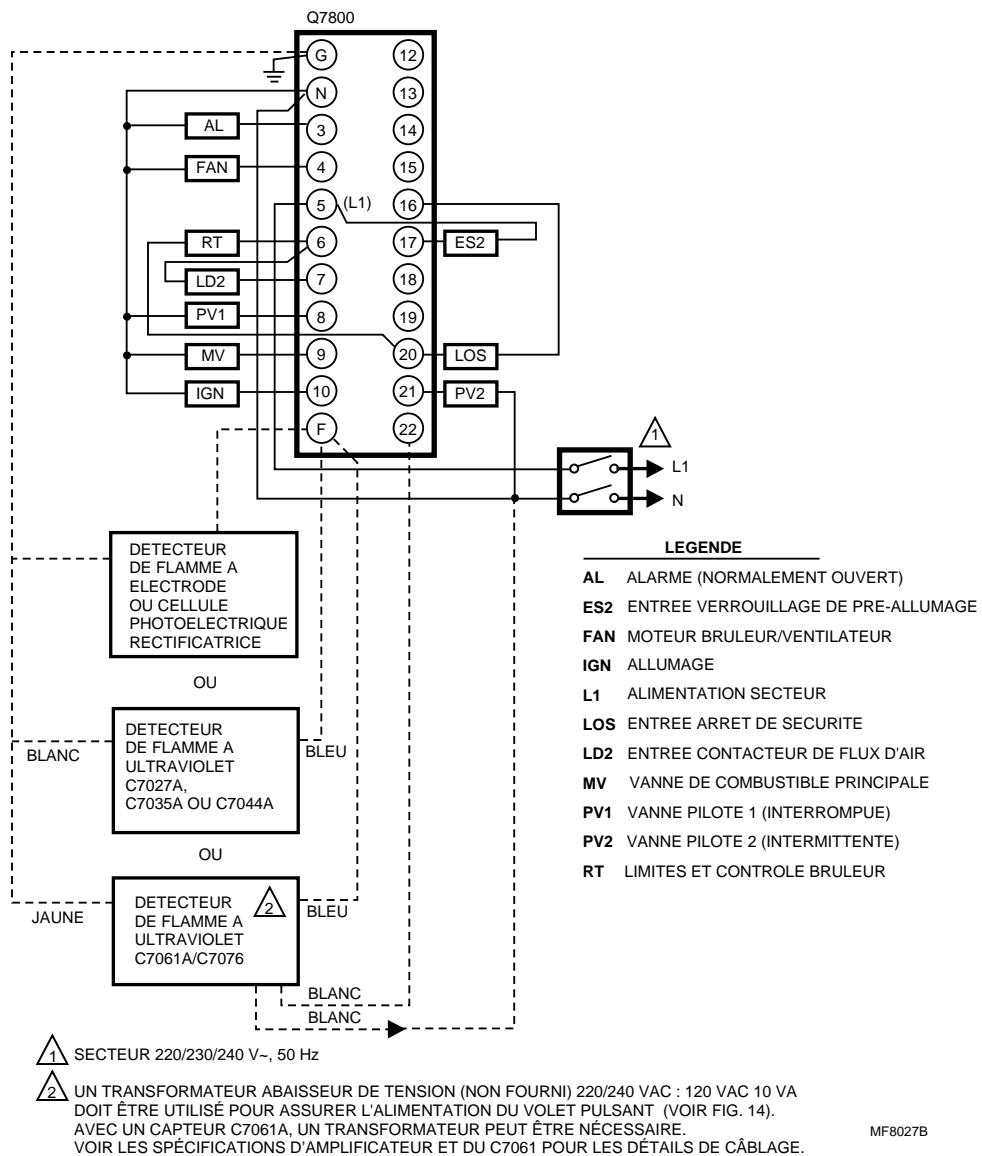 Q7800
G 12
N 13
AL 3 14
FAN 4 15
5 (L1) 16
RT 6 17 ES2
LD2 7 18
PV1 8 19
MV 9 20 LOS
IGN 10 21 PV2
F 22
1
L1
N
DETECTEUR
DE FLAMME A
ELECTRODE
OU CELLULE
PHOTOELECTRIQUE
RECTIFICATRICE
OU
DETECTEUR
DE FLAMME A
ULTRAVIOLET
C7027A,
C7035A OU C7044A
BLANC
BLEU
OU
DETECTEUR
DE FLAMME A
ULTRAVIOLET
C7061A/C7076
2
JAUNE
BLEU
BLANC
BLANC
LEGENDE
AL ALARME (NORMALEMENT OUVERT)
ES2 ENTREE VERROUILLAGE DE PRE-ALLUMAGE
FAN MOTEUR BRULEUR/VENTILATEUR
IGN ALLUMAGE
L1 ALIMENTATION SECTEUR
LOS ENTREE ARRET DE SECURITE
LD2 ENTREE CONTACTEUR DE FLUX D'AIR
MV VANNE DE COMBUSTIBLE PRINCIPALE
PV1 VANNE PILOTE 1 (INTERROMPUE)
PV2 VANNE PILOTE 2 (INTERMITTENTE)
RT LIMITES ET CONTROLE BRULEUR
1 SECTEUR 220/230/240 V~, 50 Hz
2 UN TRANSFORMATEUR ABAISSEUR DE TENSION (NON FOURNI) 220/240 VAC : 120 VAC 10 VA
DOIT ÊTRE UTILISÉ POUR ASSURER L'ALIMENTATION DU VOLET PULSANT (VOIR FIG. 14).
AVEC UN CAPTEUR C7061A, UN TRANSFORMATEUR PEUT ÊTRE NÉCESSAIRE.
VOIR LES SPÉCIFICATIONS D'AMPLIFICATEUR ET DU C7061 POUR LES DÉTAILS DE CÂBLAGE.
MF8027B